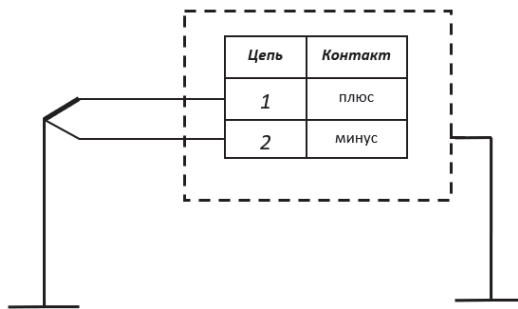 Цепь Контакт
1 плюс
2 минус